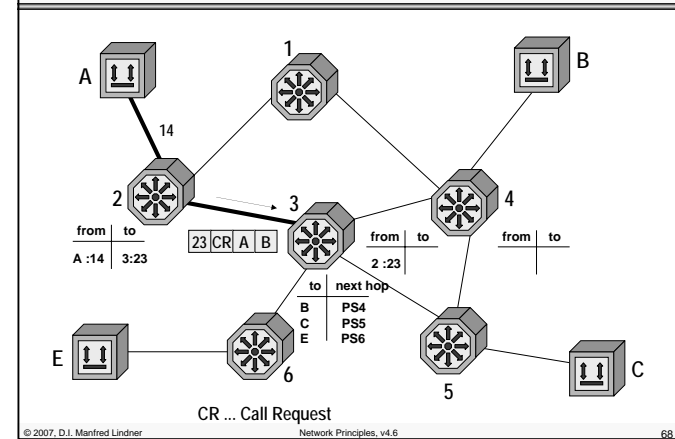 1
A
B
14
2
3
4
from to
A :14 3:23
23 CR A B
from to
2 :23
from to
to next hop
B PS4
C PS5
E PS6
E
6
5
C
CR ... Call Request
© 2007, D.I. Manfred Lindner Network Principles, v4.6 68